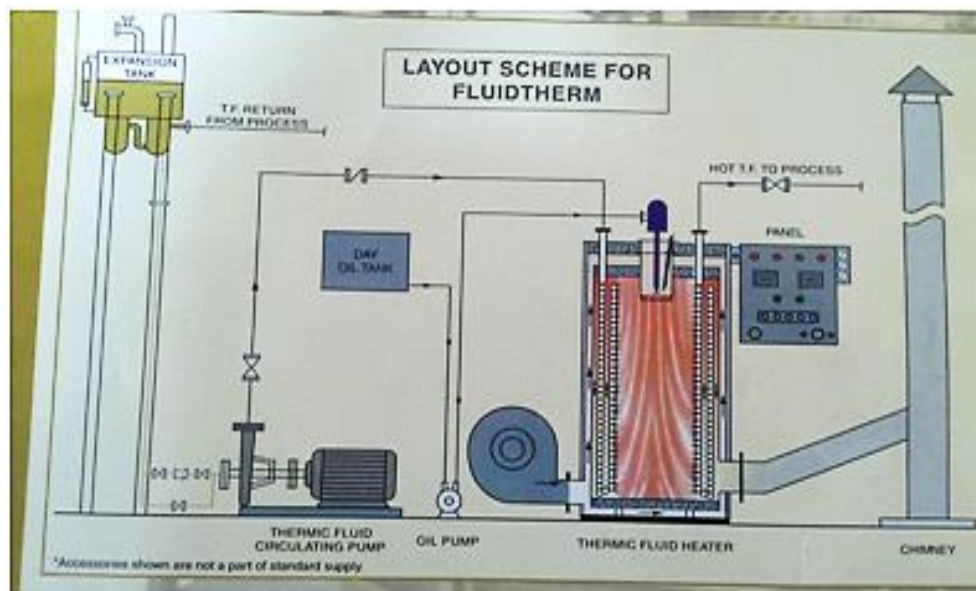 LAYOUT SCHEME FOR
FLUIDTHERM
EXPANSION
TANK
T.F. RETURN
FROM PROCESS
HOT T.F. TO PROCESS
PANEL
DAY
OIL TANK
THERMIC FLUID
CIRCULATING PUMP
OIL PUMP
THERMIC FLUID HEATER
CHIMNEY
*Accessories shown are not a part of standard supply